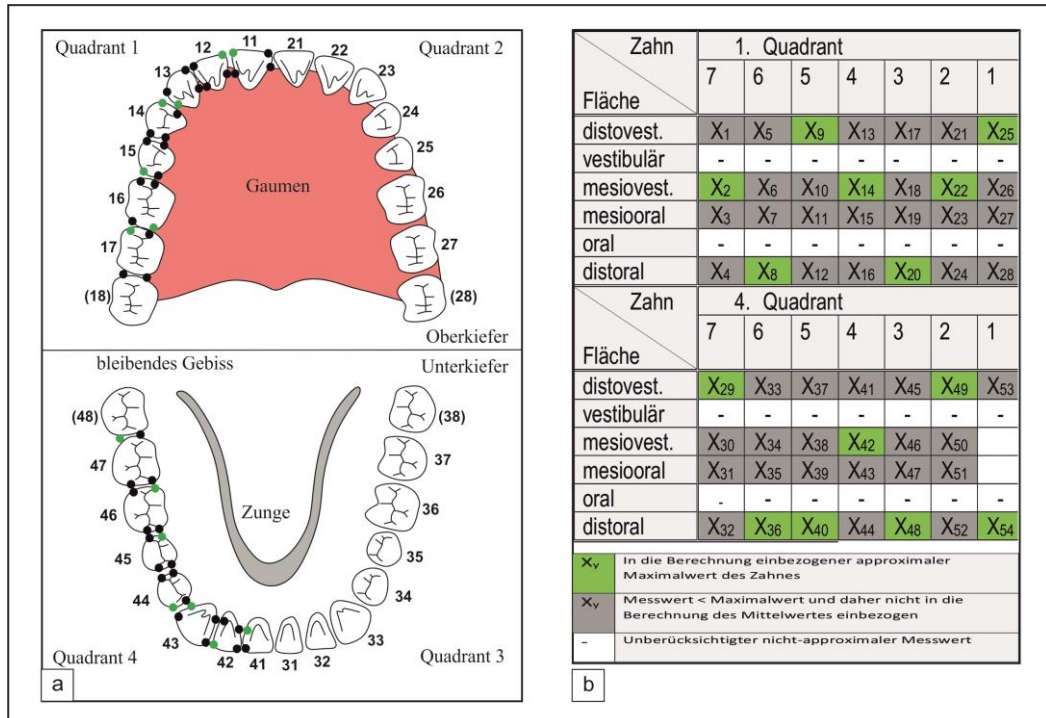 Quadrant 1
Quadrant 2
12 11 21 22
13 23
14 24
15 25
Gaumen
16 26
17 27
(18) (28)
Oberkiefer
bleibendes Gebiss
Unterkiefer
(48) (38)
47 37
46 36
Zunge
45 35
44 34
43 42 41 31 32 33
Quadrant 4
Quadrant 3
a
Zahn 1. Quadrant
Fläche 7 6 5 4 3 2 1
distovest. X1 X5 X9 X13 X17 X21 X25
vestibulär - - - - - - -
mesiovest. X2 X6 X10 X14 X18 X22 X26
mesiooral X3 X7 X11 X15 X19 X23 X27
oral - - - - - - -
distoral X4 X8 X12 X16 X20 X24 X28
Zahn 4. Quadrant
Fläche 7 6 5 4 3 2 1
distovest. X29 X33 X37 X41 X45 X49 X53
vestibulär - - - - - - -
mesiovest. X30 X34 X38 X42 X46 X50
mesiooral X31 X35 X39 X43 X47 X51
oral - - - - - - -
distoral X32 X36 X40 X44 X48 X52 X54
Xy In die Berechnung einbezogener approximaler
Maximalwert des Zahnes
Xy Messwert < Maximalwert und daher nicht in die
Berechnung des Mittelwertes einbezogen
- Unberücksichtigter nicht-approximaler Messwert
b